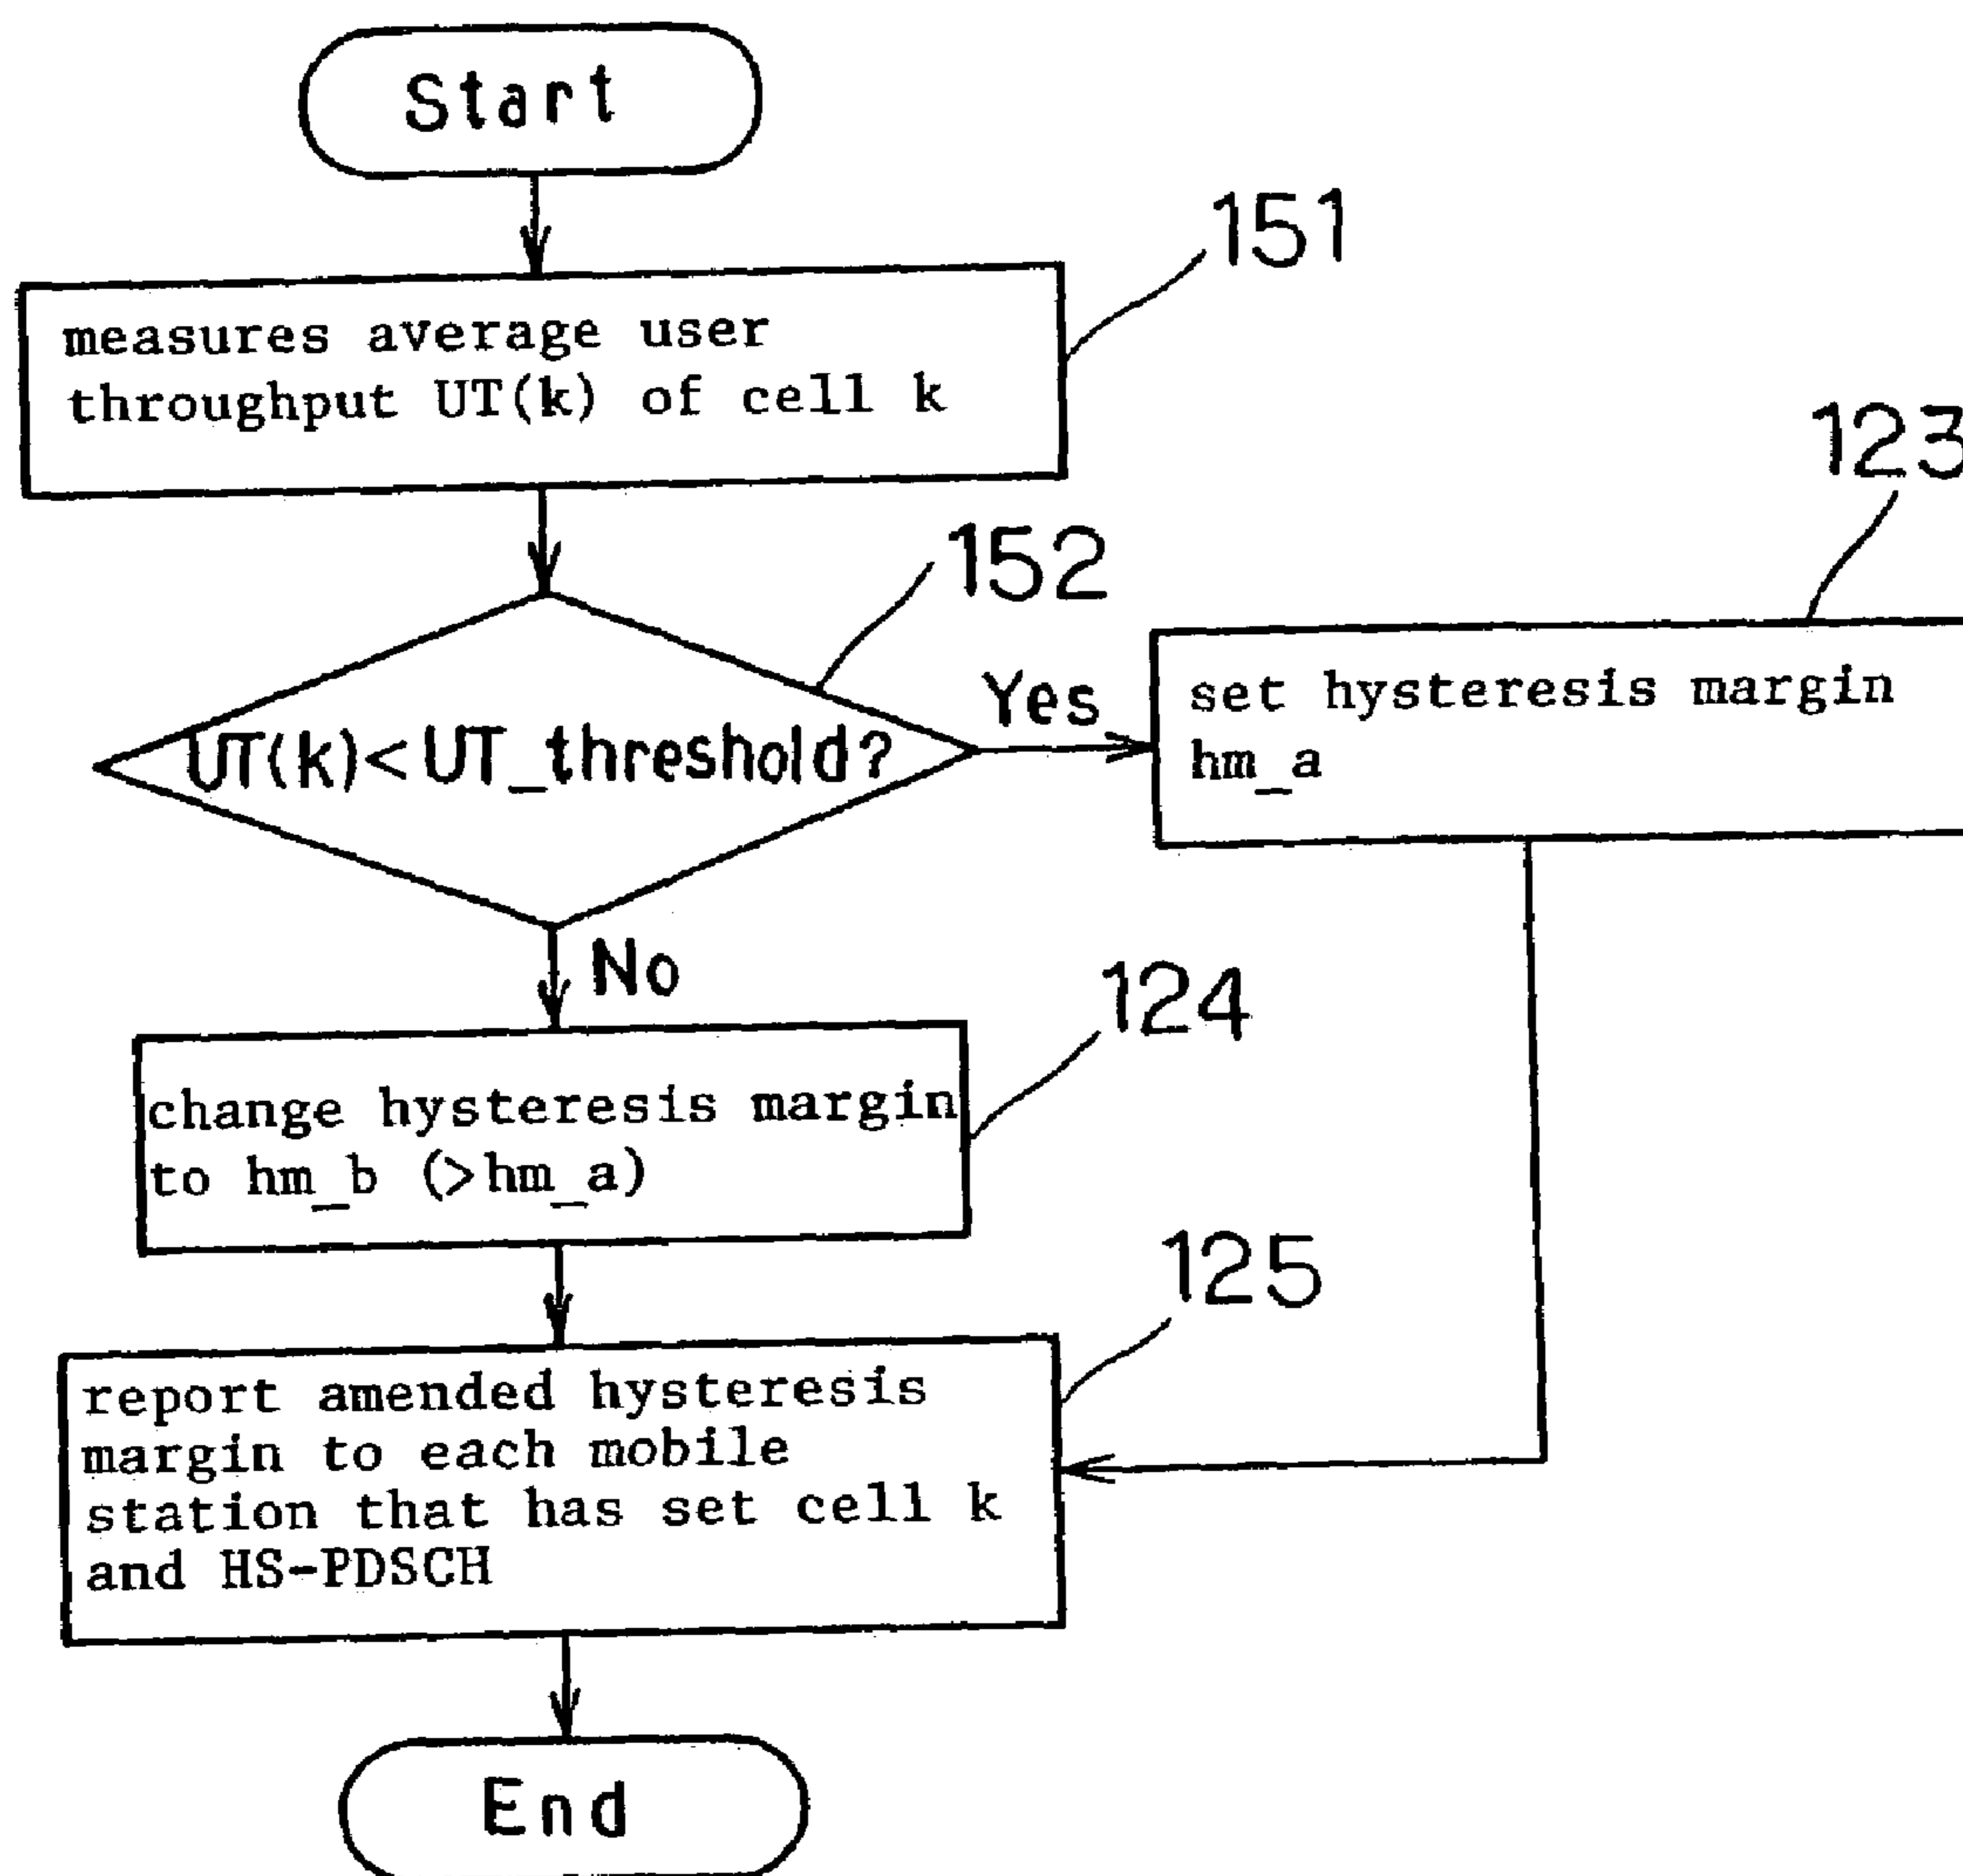 Start
151
measures average user
throughput UT(k) of cell k
152
123
UT(k)< UT_threshold?
Yes
set hysteresis margin
hm_a
No
124
change hysteresis margin
to hm_b (>hm_a)
125
report amended hysteresis
margin to each mobile
station that has set cell k
and HS-PDSCH
End